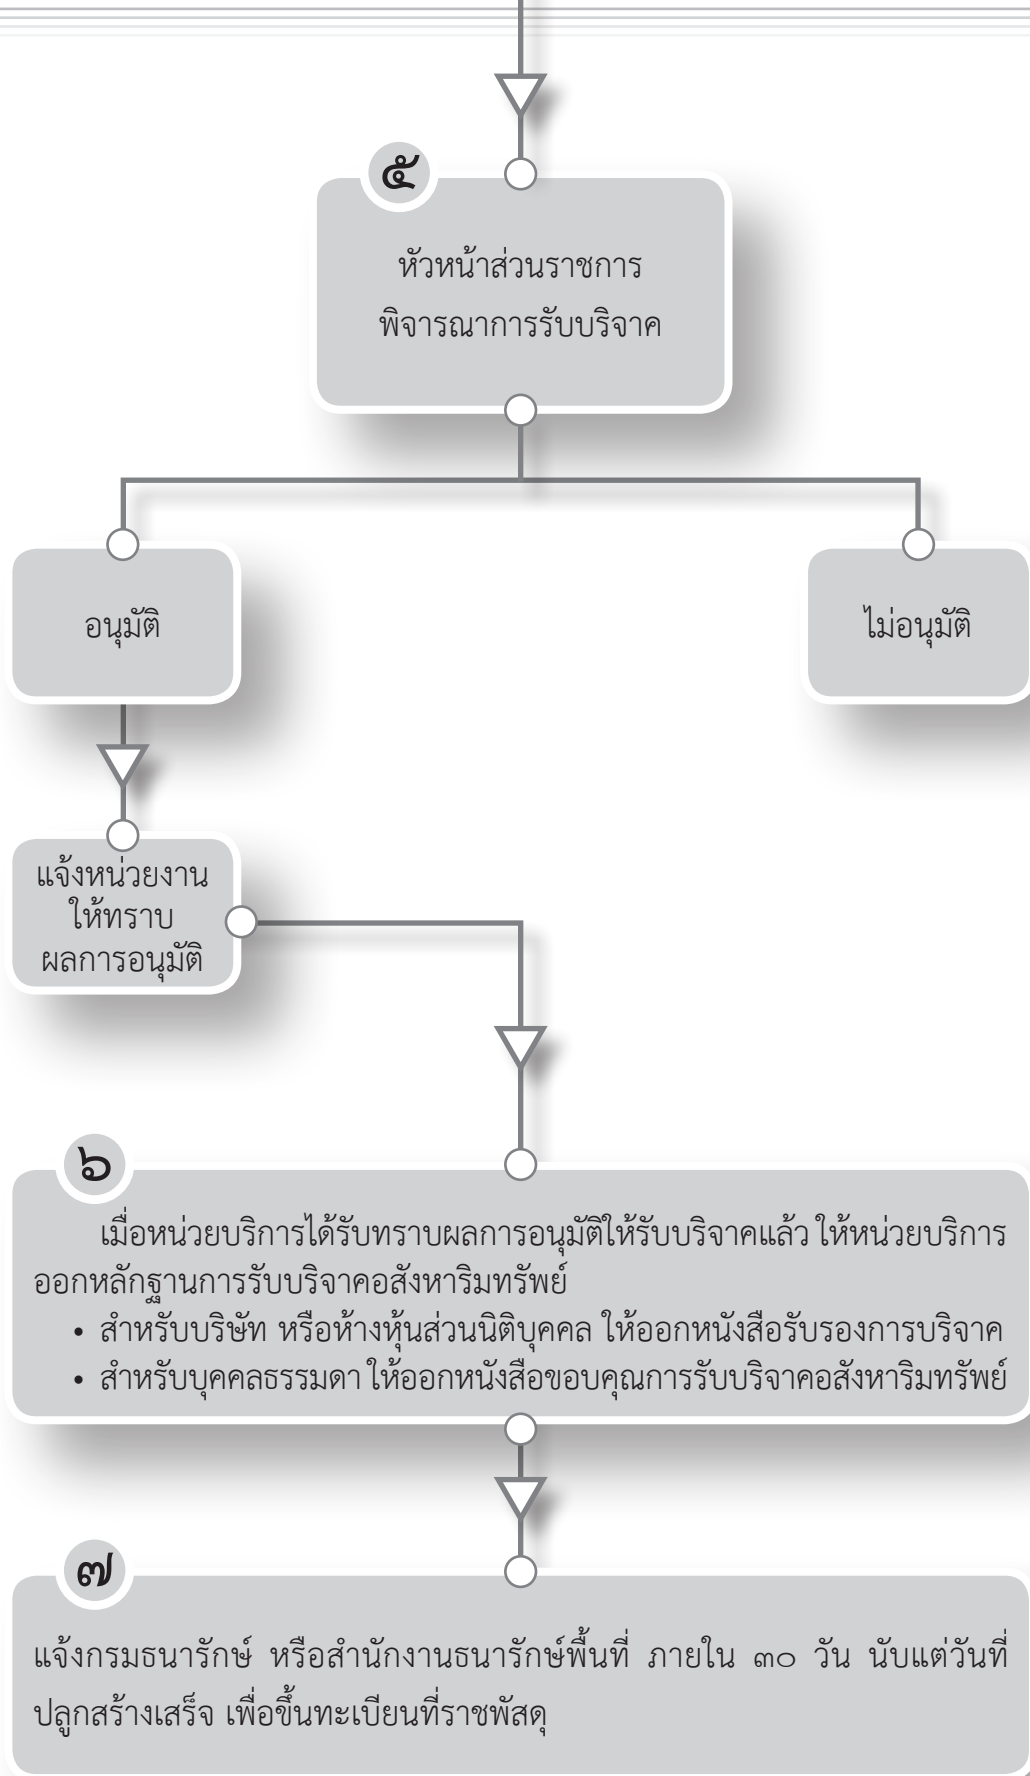 ๕
หัวหน้าส่วนราชการ
พิจารณาการรับบริจาค
อนุมัติ
ไม่อนุมัติ
แจ้งหน่วยงาน
ให้ทราบ
ผลการอนุมัติ
๖
เมื่อหน่วยบริการได้รับทราบผลการอนุมัติให้รับบริจาคแล้ว ให้หน่วยบริการ
ออกหลักฐานการรับบริจาคอสังหาริมทรัพย์
• สำหรับบริษัท หรือห้างหุ้นส่วนนิติบุคคล ให้ออกหนังสือรับรองการบริจาค
• สำหรับบุคคลธรรมดา ให้ออกหนังสือขอบคุณการรับบริจาคอสังหาริมทรัพย์
๗
แจ้งกรมธนารักษ์ หรือสำนักงานธนารักษ์พื้นที่ ภายใน ๓๐ วัน นับแต่วันที่
ปลูกสร้างเสร็จ เพื่อขึ้นทะเบียนที่ราชพัสดุ